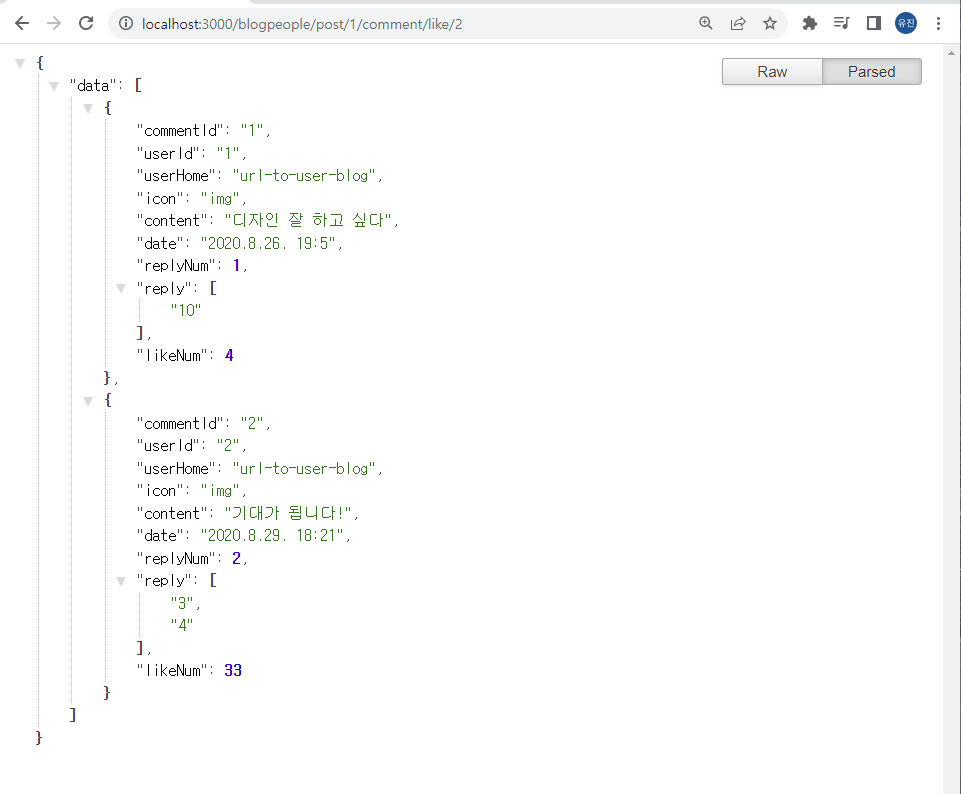 localhost:3000/blogpeople/post/1/comment/like/2
유진
Raw
Parsed
{
"data": [
{
"commentId": "1",
"userId": "1",
"userHome": "url-to-user-blog",
"icon": "img",
"content": "디자인 잘 하고 싶다",
"date": "2020.8.26. 19:5",
"replyNum": 1,
"reply": [
"10"
],
"likeNum": 4
},
{
"commentId": "2",
"userId": "2",
"userHome": "url-to-user-blog",
"icon": "img",
"content": "기대가 됩니다!",
"date": "2020.8.29. 18:21",
"replyNum": 2,
"reply": [
"3",
"4"
],
"likeNum": 33
}
]
}